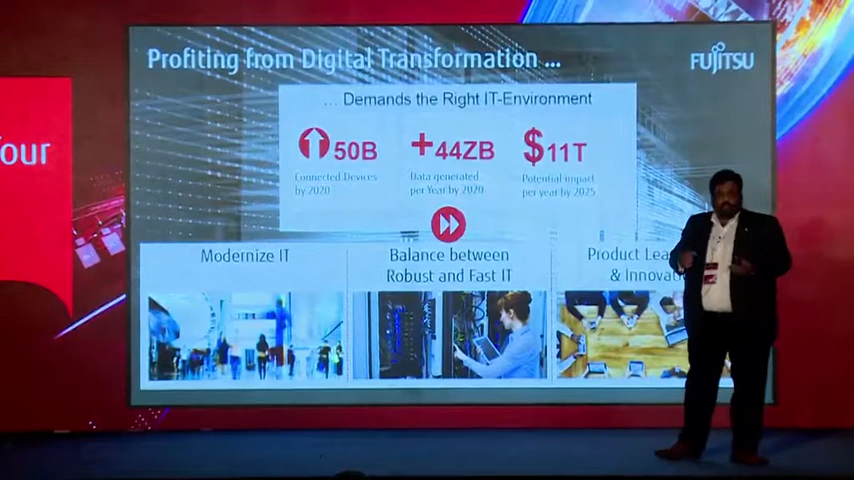 Profiting from Digital Transformation ...
FUJITSU
... Demands the Right IT-Environment
50B
Connected Devices
by 2020
+44ZB
Data generated
per Year by 2020
$11T
Potential impact
per year by 2025
Modernize IT
Balance between
Robust and Fast IT
Product
& 
our